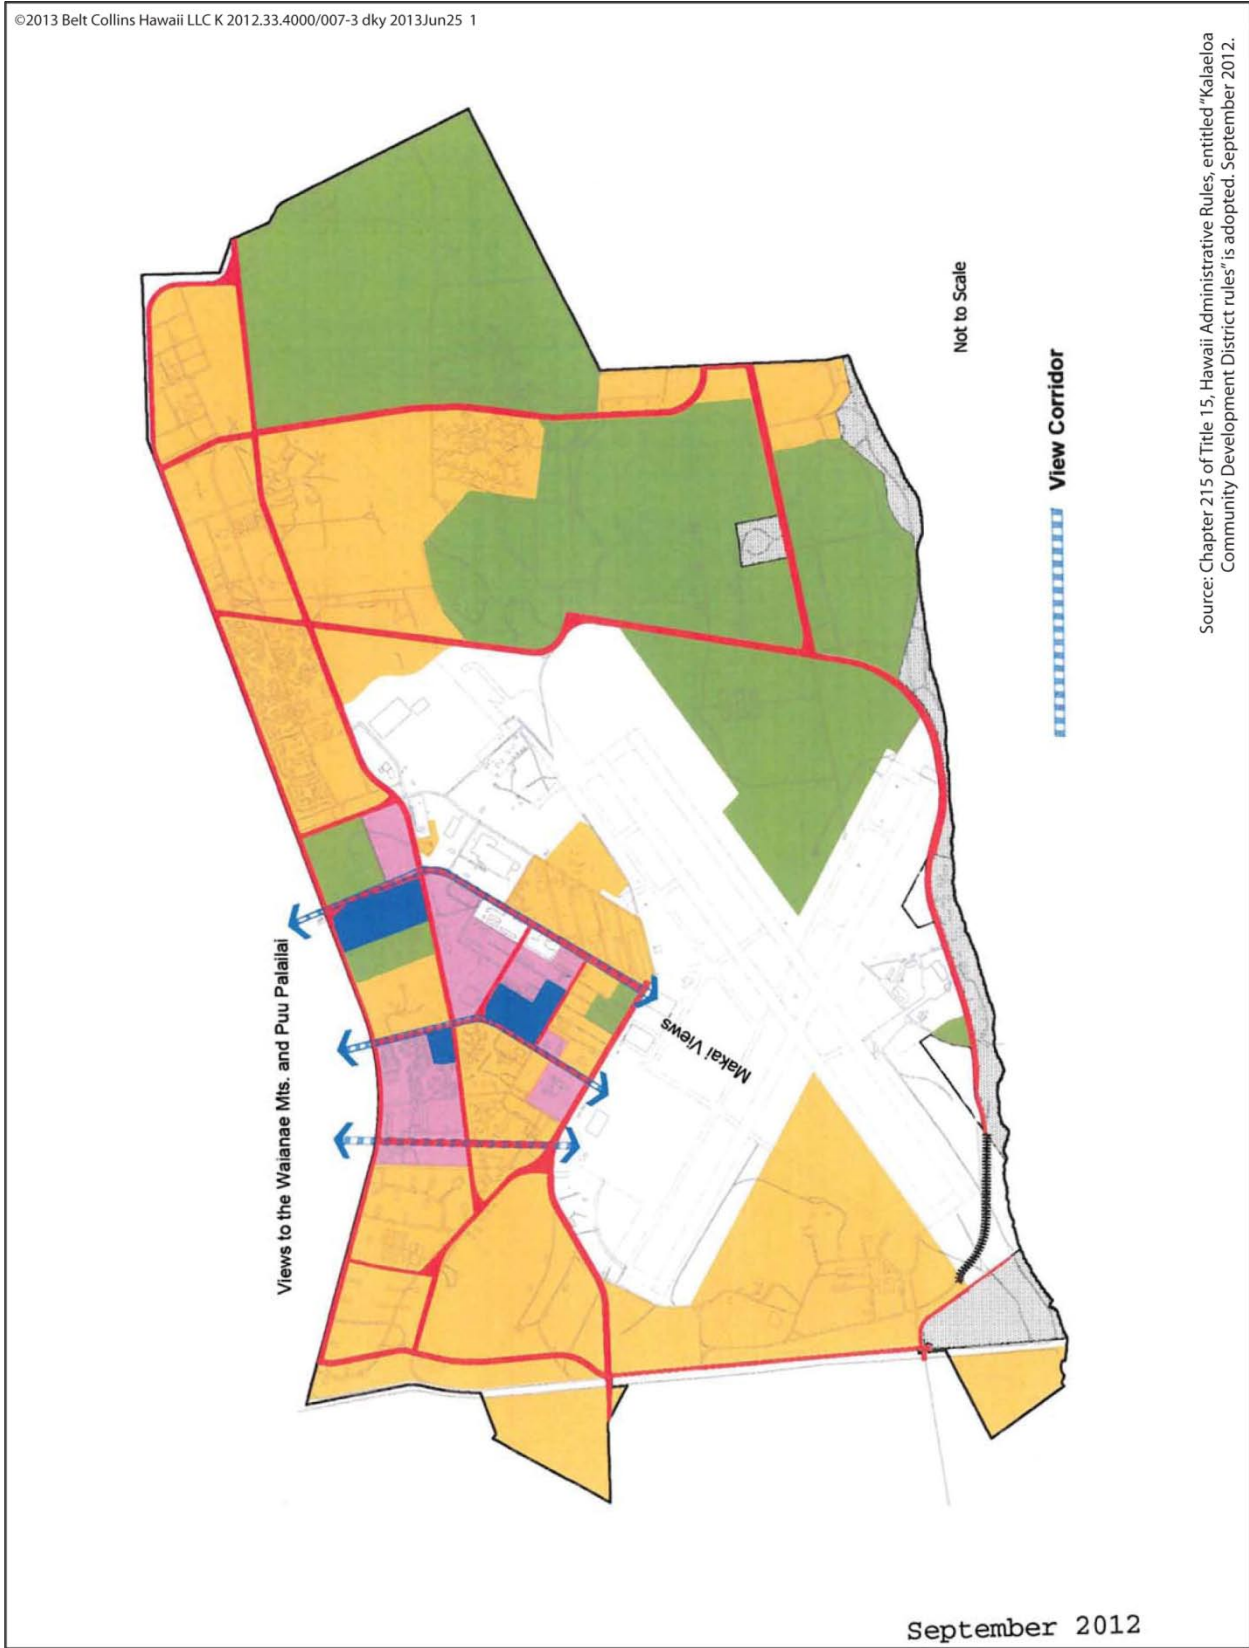 ©2013 Belt Collins Hawaii LLC K 2012.33.4000/007-3 dky 2013Jun25 1
Views to the Waianae Mts. and Puu Palailai
Makai Views
Not to Scale
View Corridor
Source: Chapter 215 of Title 15, Hawaii Administrative Rules, entitled "Kalaeloa
Community Development District rules" is adopted. September 2012.
September 2012